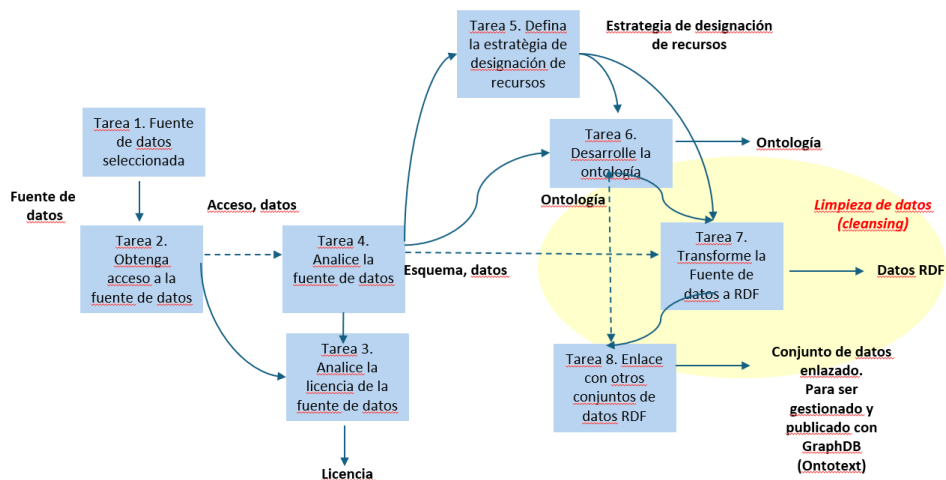 Tarea 5. Defina
la estratègia de
designación de
recursos
Estrategia de designación
de recursos
Tarea 1. Fuente
de datos
seleccionada
Tarea 6.
Desarrolle la
ontología
Ontología
Fuente de
datos
Acceso, datos
Ontología
Limpieza de datos
(cleansing)
Tarea 2.
Obtenga
acceso a la
fuente de datos
Tarea 4.
Analice la
fuente de datos
Esquema, datos
Tarea 7.
Transforme la
Fuente de
datos a RDF
Datos RDF
Tarea 3.
Analice la
licencia de la
fuente de datos
Tarea 8. Enlace
con otros
conjuntos de
datos RDF
Conjunto de datos
enlazado.
Para ser
gestionado y
publicado con
GraphDB
(Ontotext)
Licencia